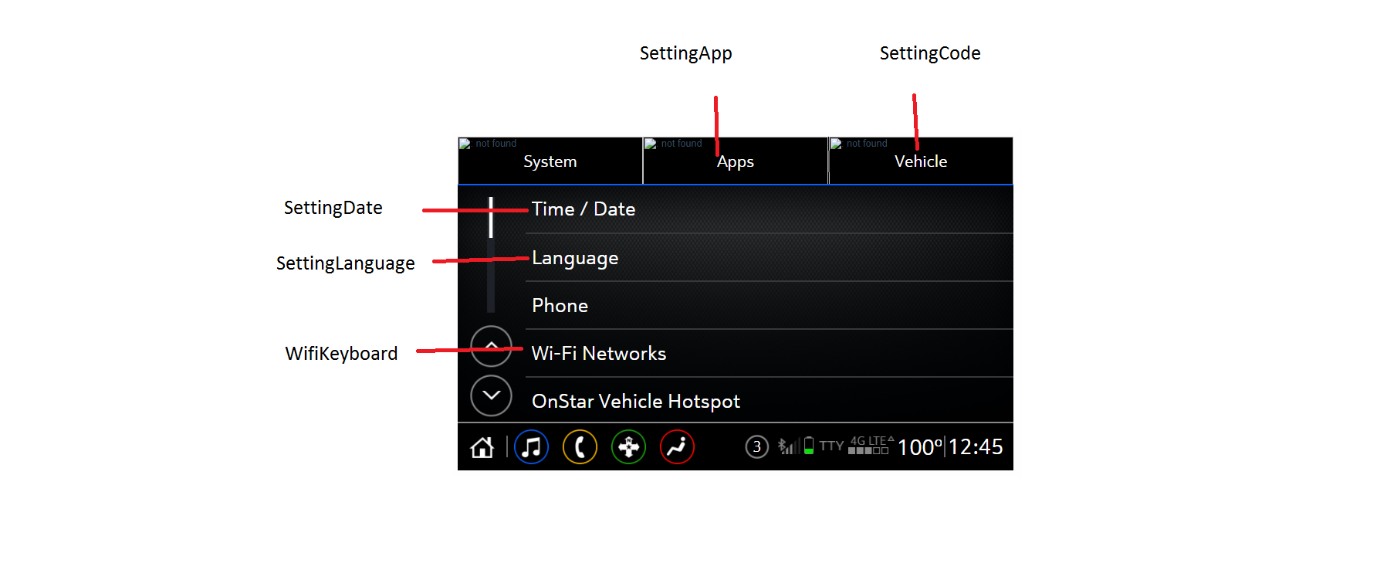 SettingApp
SettingCode
not found
not found
not found
System
Apps
Vehicle
SettingDate
Time / Date
SettingLanguage
Language
Phone
WifiKeyboard
Wi-Fi Networks
OnStar Vehicle Hotspot
3 TTY 4G LTE 100° 12:45